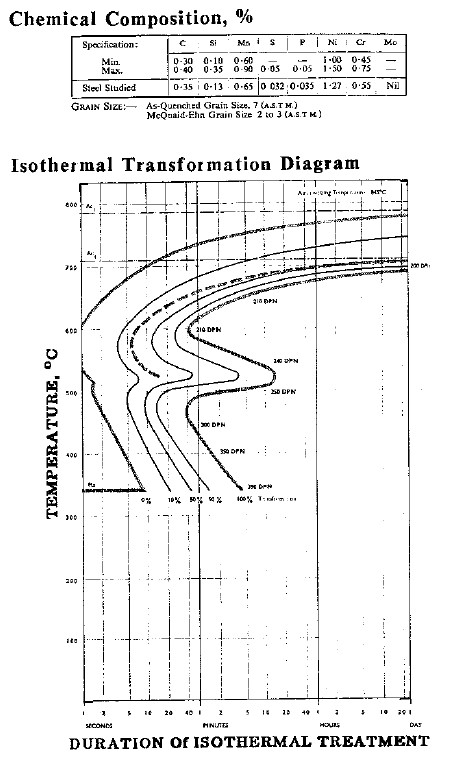 Chemical Composition, %
Specification: C Si Mn S P Ni Cr Mo
Min. 0·30 0·10 0·60 — — 1·00 0·45 —
Max. 0·40 0·35 0·90 0·05 0·05 1·50 0·75 —
Steel Studied 0·35 0·13 0·65 0 032 0·035 1·27 0·55 Nil
GRAIN SIZE:— As-Quenched Grain Size, 7 (A.S.T M.)
McQuaid-Ehn Grain Size 2 to 3 (A.S.T M.)
Isothermal Transformation Diagram
800
Ac
Ac1
700
200 DPN
210 DPN
600
210 DPN
240 DPN
500
250 DPN
300 DPN
400
350 DPN
Ms
390 DPN
0% 10% 50% 90% 100% Transformation
300
200
100
TEMPERATURE, °C
1 2 5 10 20 40 1 2 5 10 20 40 1 2 5 10 20 1
SECONDS MINUTES HOURS DAY
DURATION Of ISOTHERMAL TREATMENT